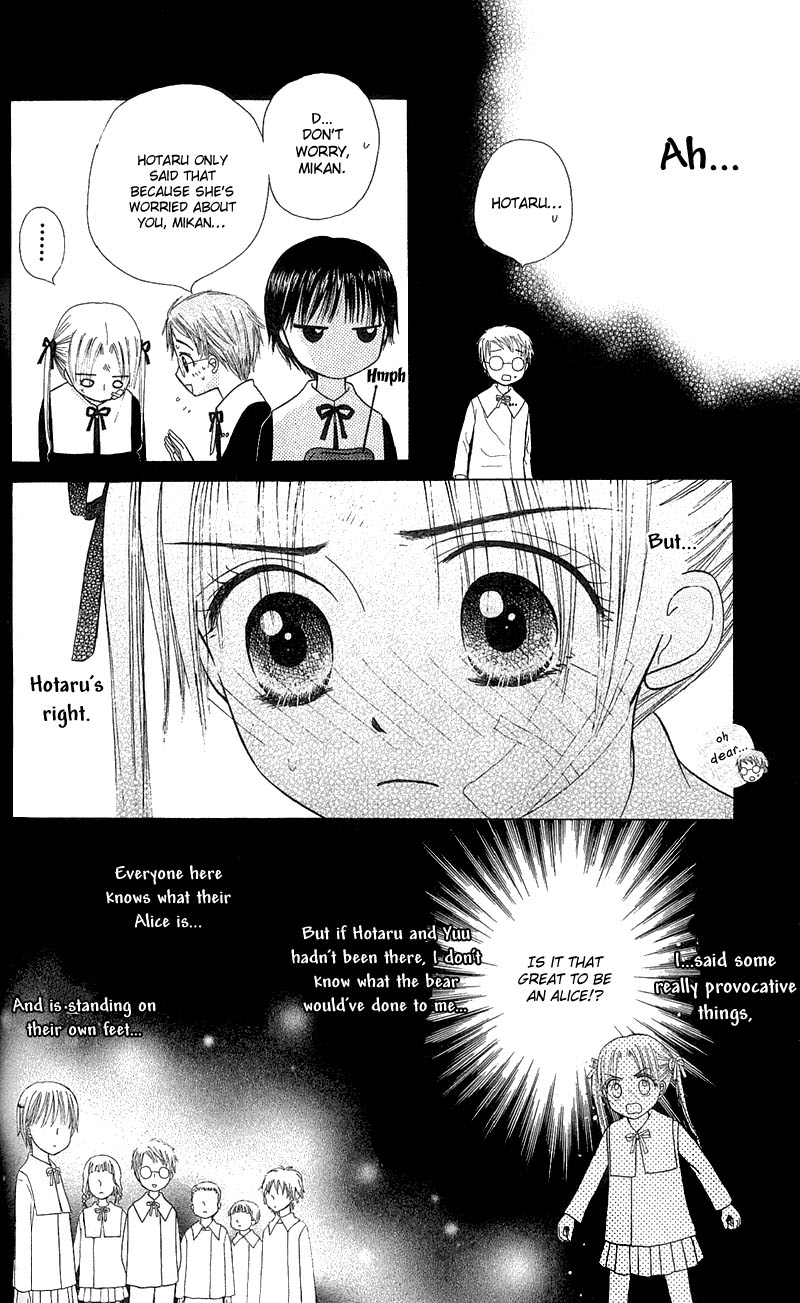 Ah...
HOTARU...
D...
DON'T
WORRY,
MIKAN.
HOTARU ONLY
SAID THAT
BECAUSE SHE'S
WORRIED ABOUT
YOU, MIKAN...
Hmph
......
But...
Hotaru's
right.
oh
dear...
I...said some
really provocative
things,
IS IT THAT
GREAT TO BE
AN ALICE!?
But if Hotaru and Yuu
hadn't been there, I don't
know what the bear
would've done to me...
Everyone here
knows what their
Alice is...
And is standing on
their own feet...